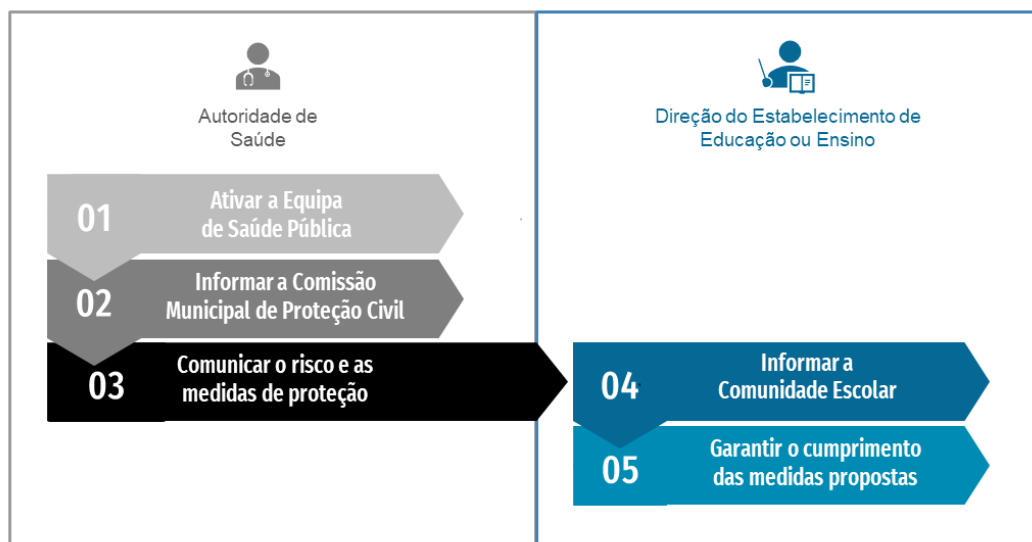 Autoridade de
Saúde
Direção do Estabelecimento de
Educação ou Ensino
01
Ativar a Equipa
de Saúde Pública
02
Informar a Comissão
Municipal de Proteção Civil
03
Comunicar o risco e as
medidas de proteção
04
Informar a
Comunidade Escolar
05
Garantir o cumprimento
das medidas propostas